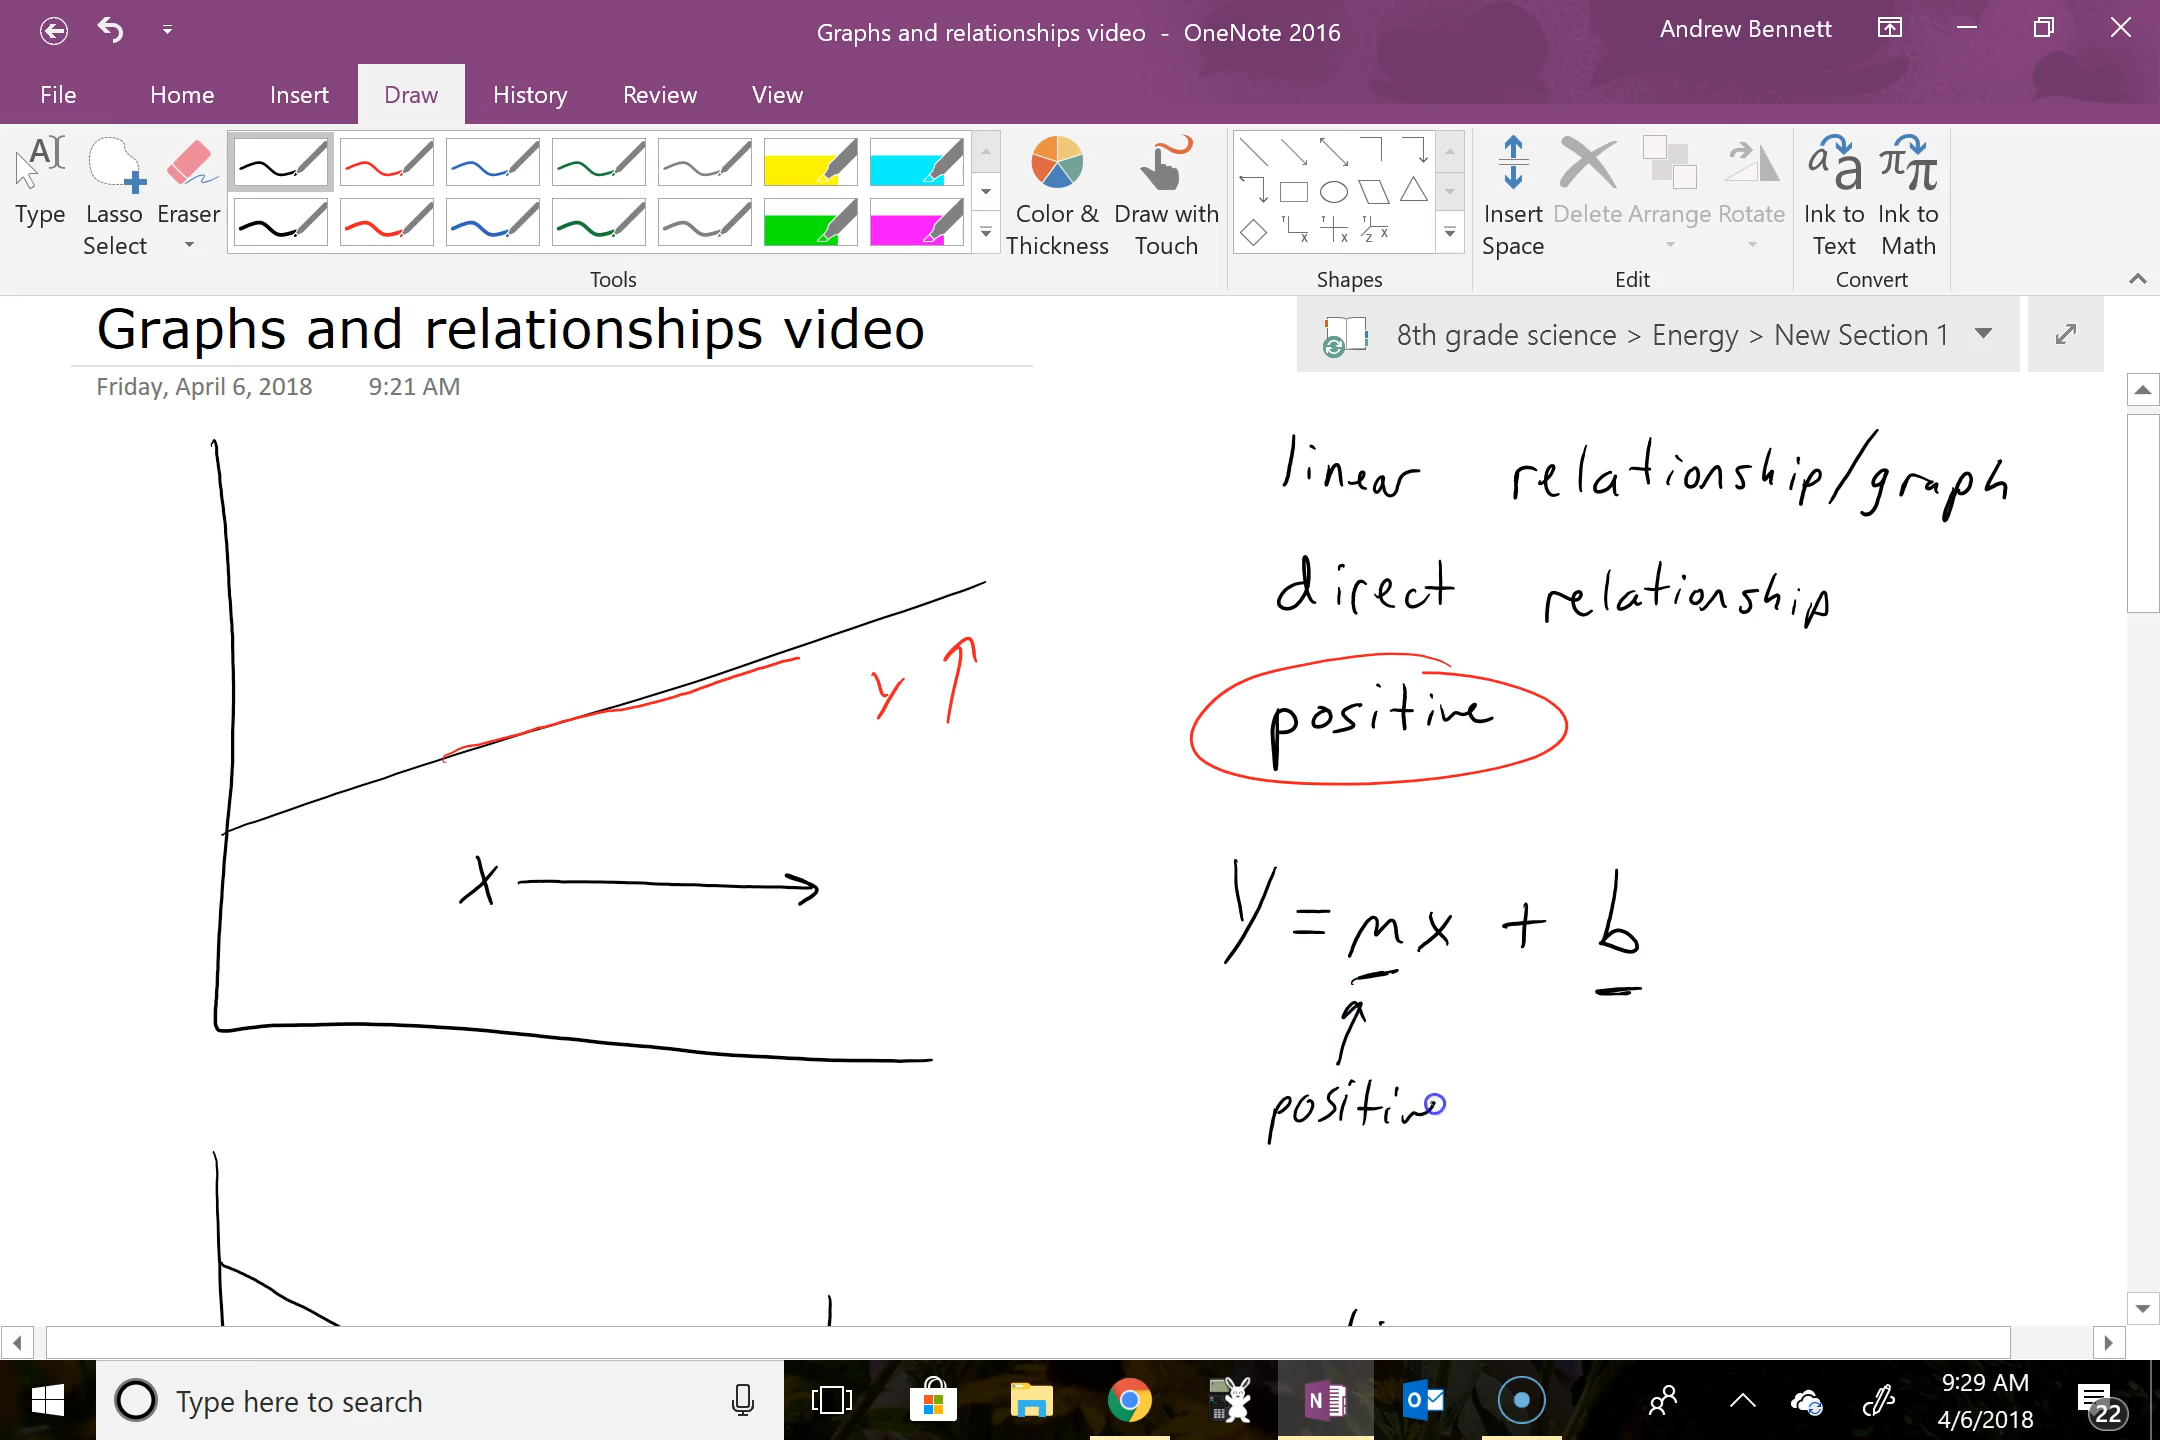 Graphs and relationships video - OneNote 2016
Andrew Bennett
File Home Insert Draw History Review View
Type
Lasso Select
Eraser
Color & Thickness
Draw with Touch
Insert Space
Delete
Arrange
Rotate
Ink to Text
Ink to Math
Tools
Shapes
Edit
Convert
Graphs and relationships video
8th grade science > Energy > New Section 1
Friday, April 6, 2018 9:21 AM
linear relationship/graph
direct relationship
positive
y
x
y = mx + b
positive
Type here to search
9:29 AM
4/6/2018
22